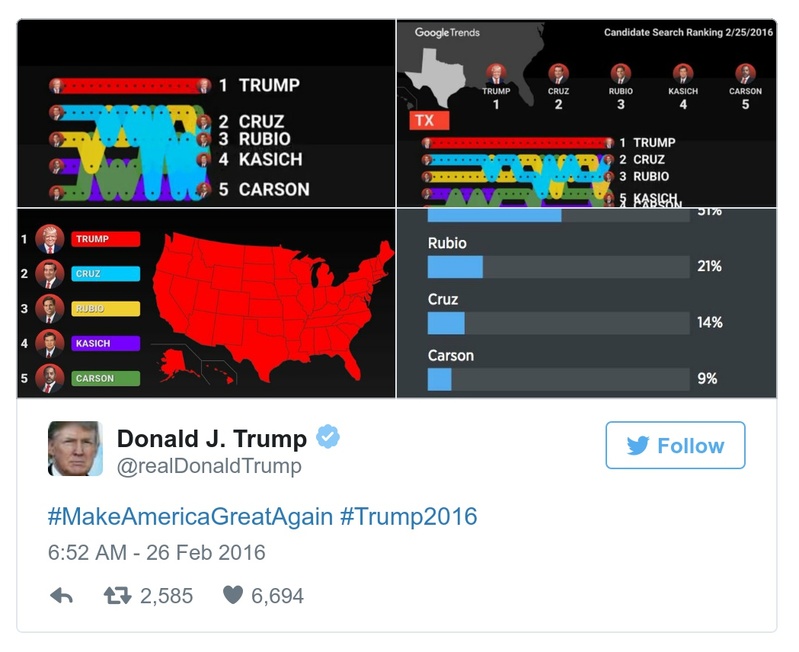 1 TRUMP
2 CRUZ
3 RUBIO
4 KASICH
5 CARSON
GoogleTrends
Candidate Search Ranking 2/25/2016
TRUMP CRUZ RUBIO KASICH CARSON
1 2 3 4 5
TX
1 TRUMP
2 CRUZ
3 RUBIO
5 KASICH
4 CARSON
1 TRUMP
2 CRUZ
3 RUBIO
4 KASICH
5 CARSON
51%
Rubio
21%
Cruz
14%
Carson
9%
Donald J. Trump
@realDonaldTrump
Follow
#MakeAmericaGreatAgain #Trump2016
6:52 AM - 26 Feb 2016
2,585 6,694